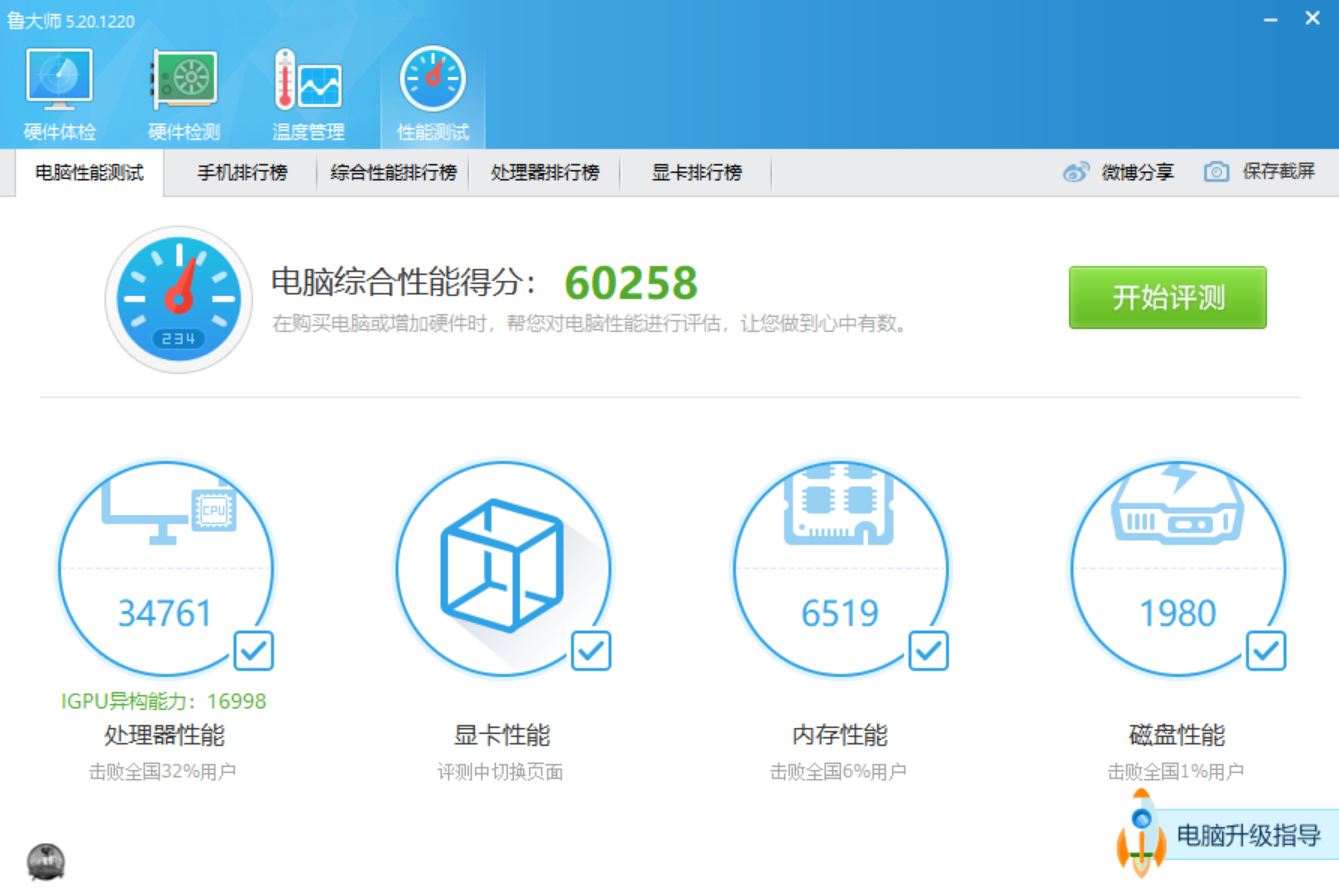 鲁大师 5.20.1220
硬件体检 硬件检测 温度管理 性能测试
电脑性能测试 手机排行榜 综合性能排行榜 处理器排行榜 显卡排行榜 微博分享 保存截屏
电脑综合性能得分： 60258
在购买电脑或增加硬件时，帮您对电脑性能进行评估，让您做到心中有数。
开始评测
234
CPU
34761 6519 1980
IGPU异构能力：16998
处理器性能 显卡性能 内存性能 磁盘性能
击败全国32%用户 评测中切换页面 击败全国6%用户 击败全国1%用户
电脑升级指导